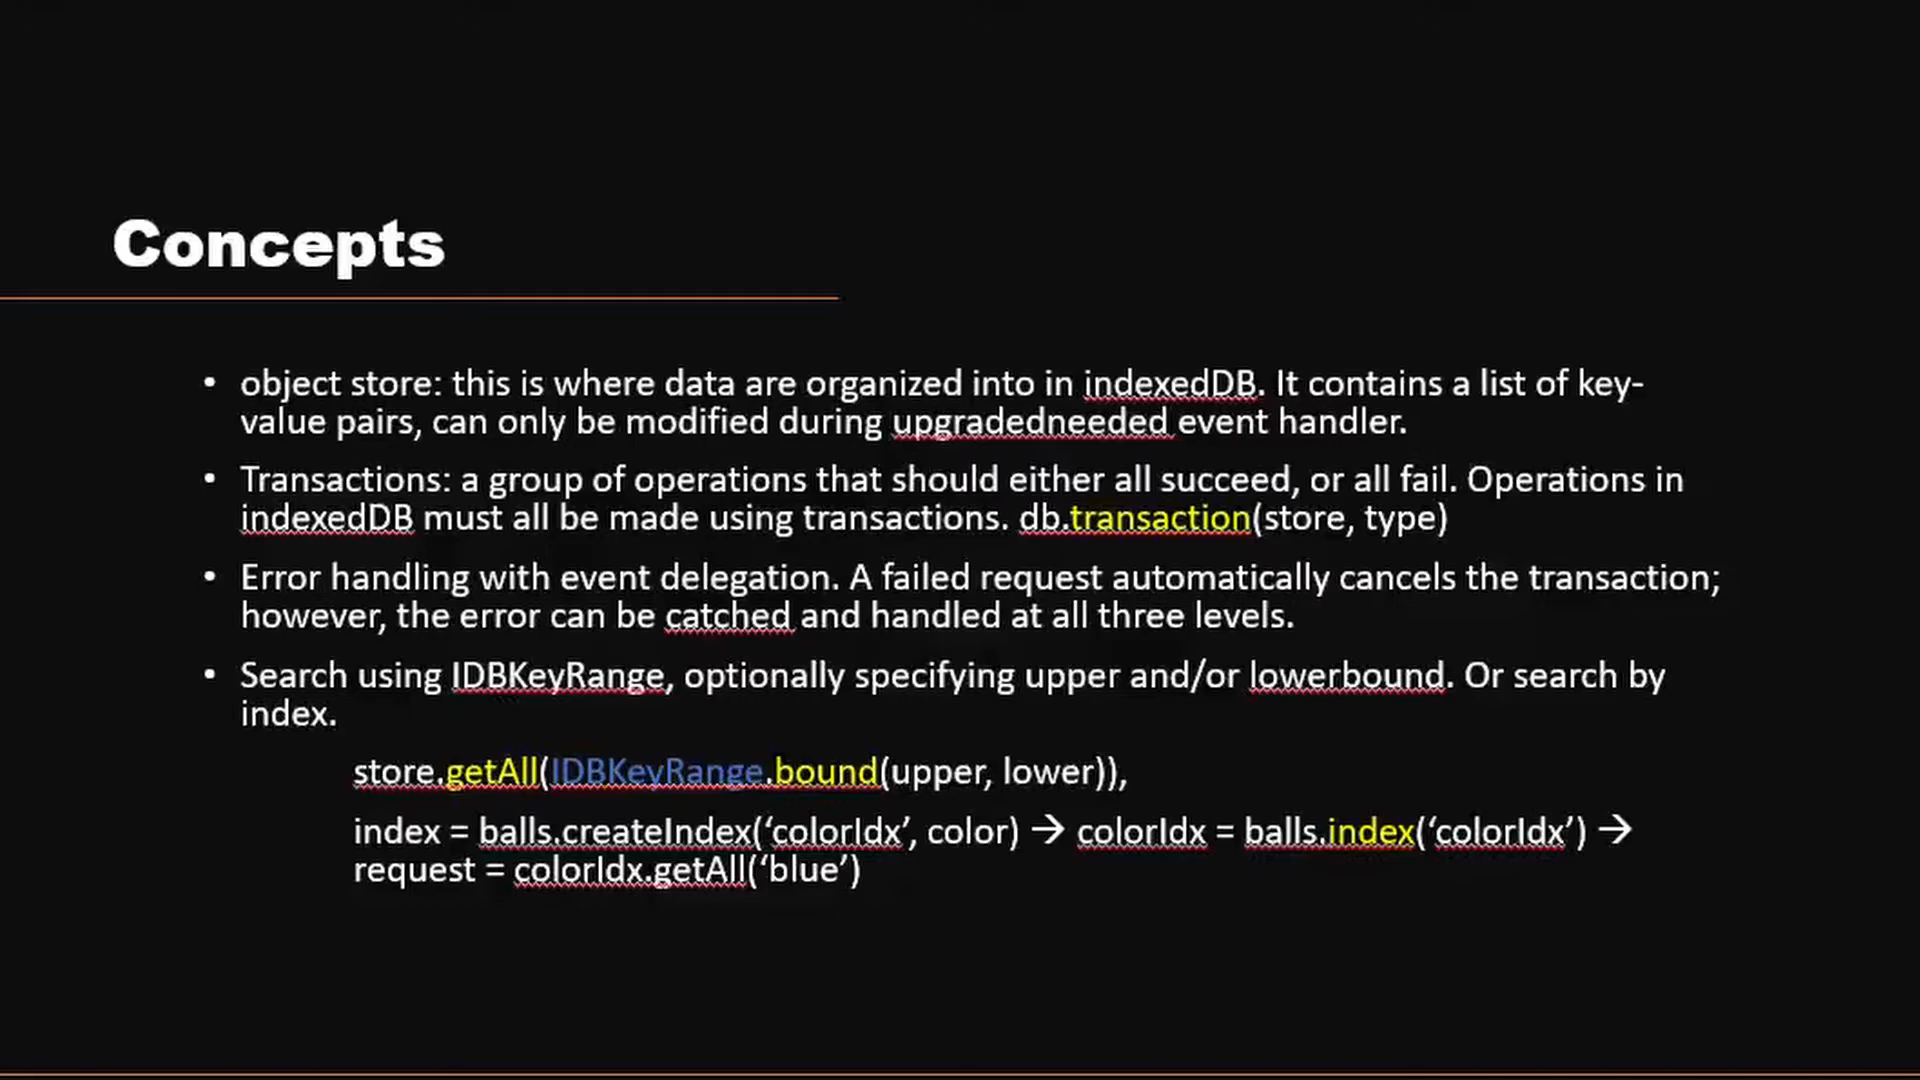 Concepts
• object store: this is where data are organized into in indexedDB. It contains a list of key-
value pairs, can only be modified during upgradedneeded event handler.
• Transactions: a group of operations that should either all succeed, or all fail. Operations in
indexedDB must all be made using transactions. db.transaction(store, type)
• Error handling with event delegation. A failed request automatically cancels the transaction;
however, the error can be catched and handled at all three levels.
• Search using IDBKeyRange, optionally specifying upper and/or lowerbound. Or search by
index.
store.getAll(IDBKeyRange.bound(upper, lower)),
index = balls.createIndex(‘colorIdx’, color) → colorIdx = balls.index(‘colorIdx’) →
request = colorIdx.getAll(‘blue’)